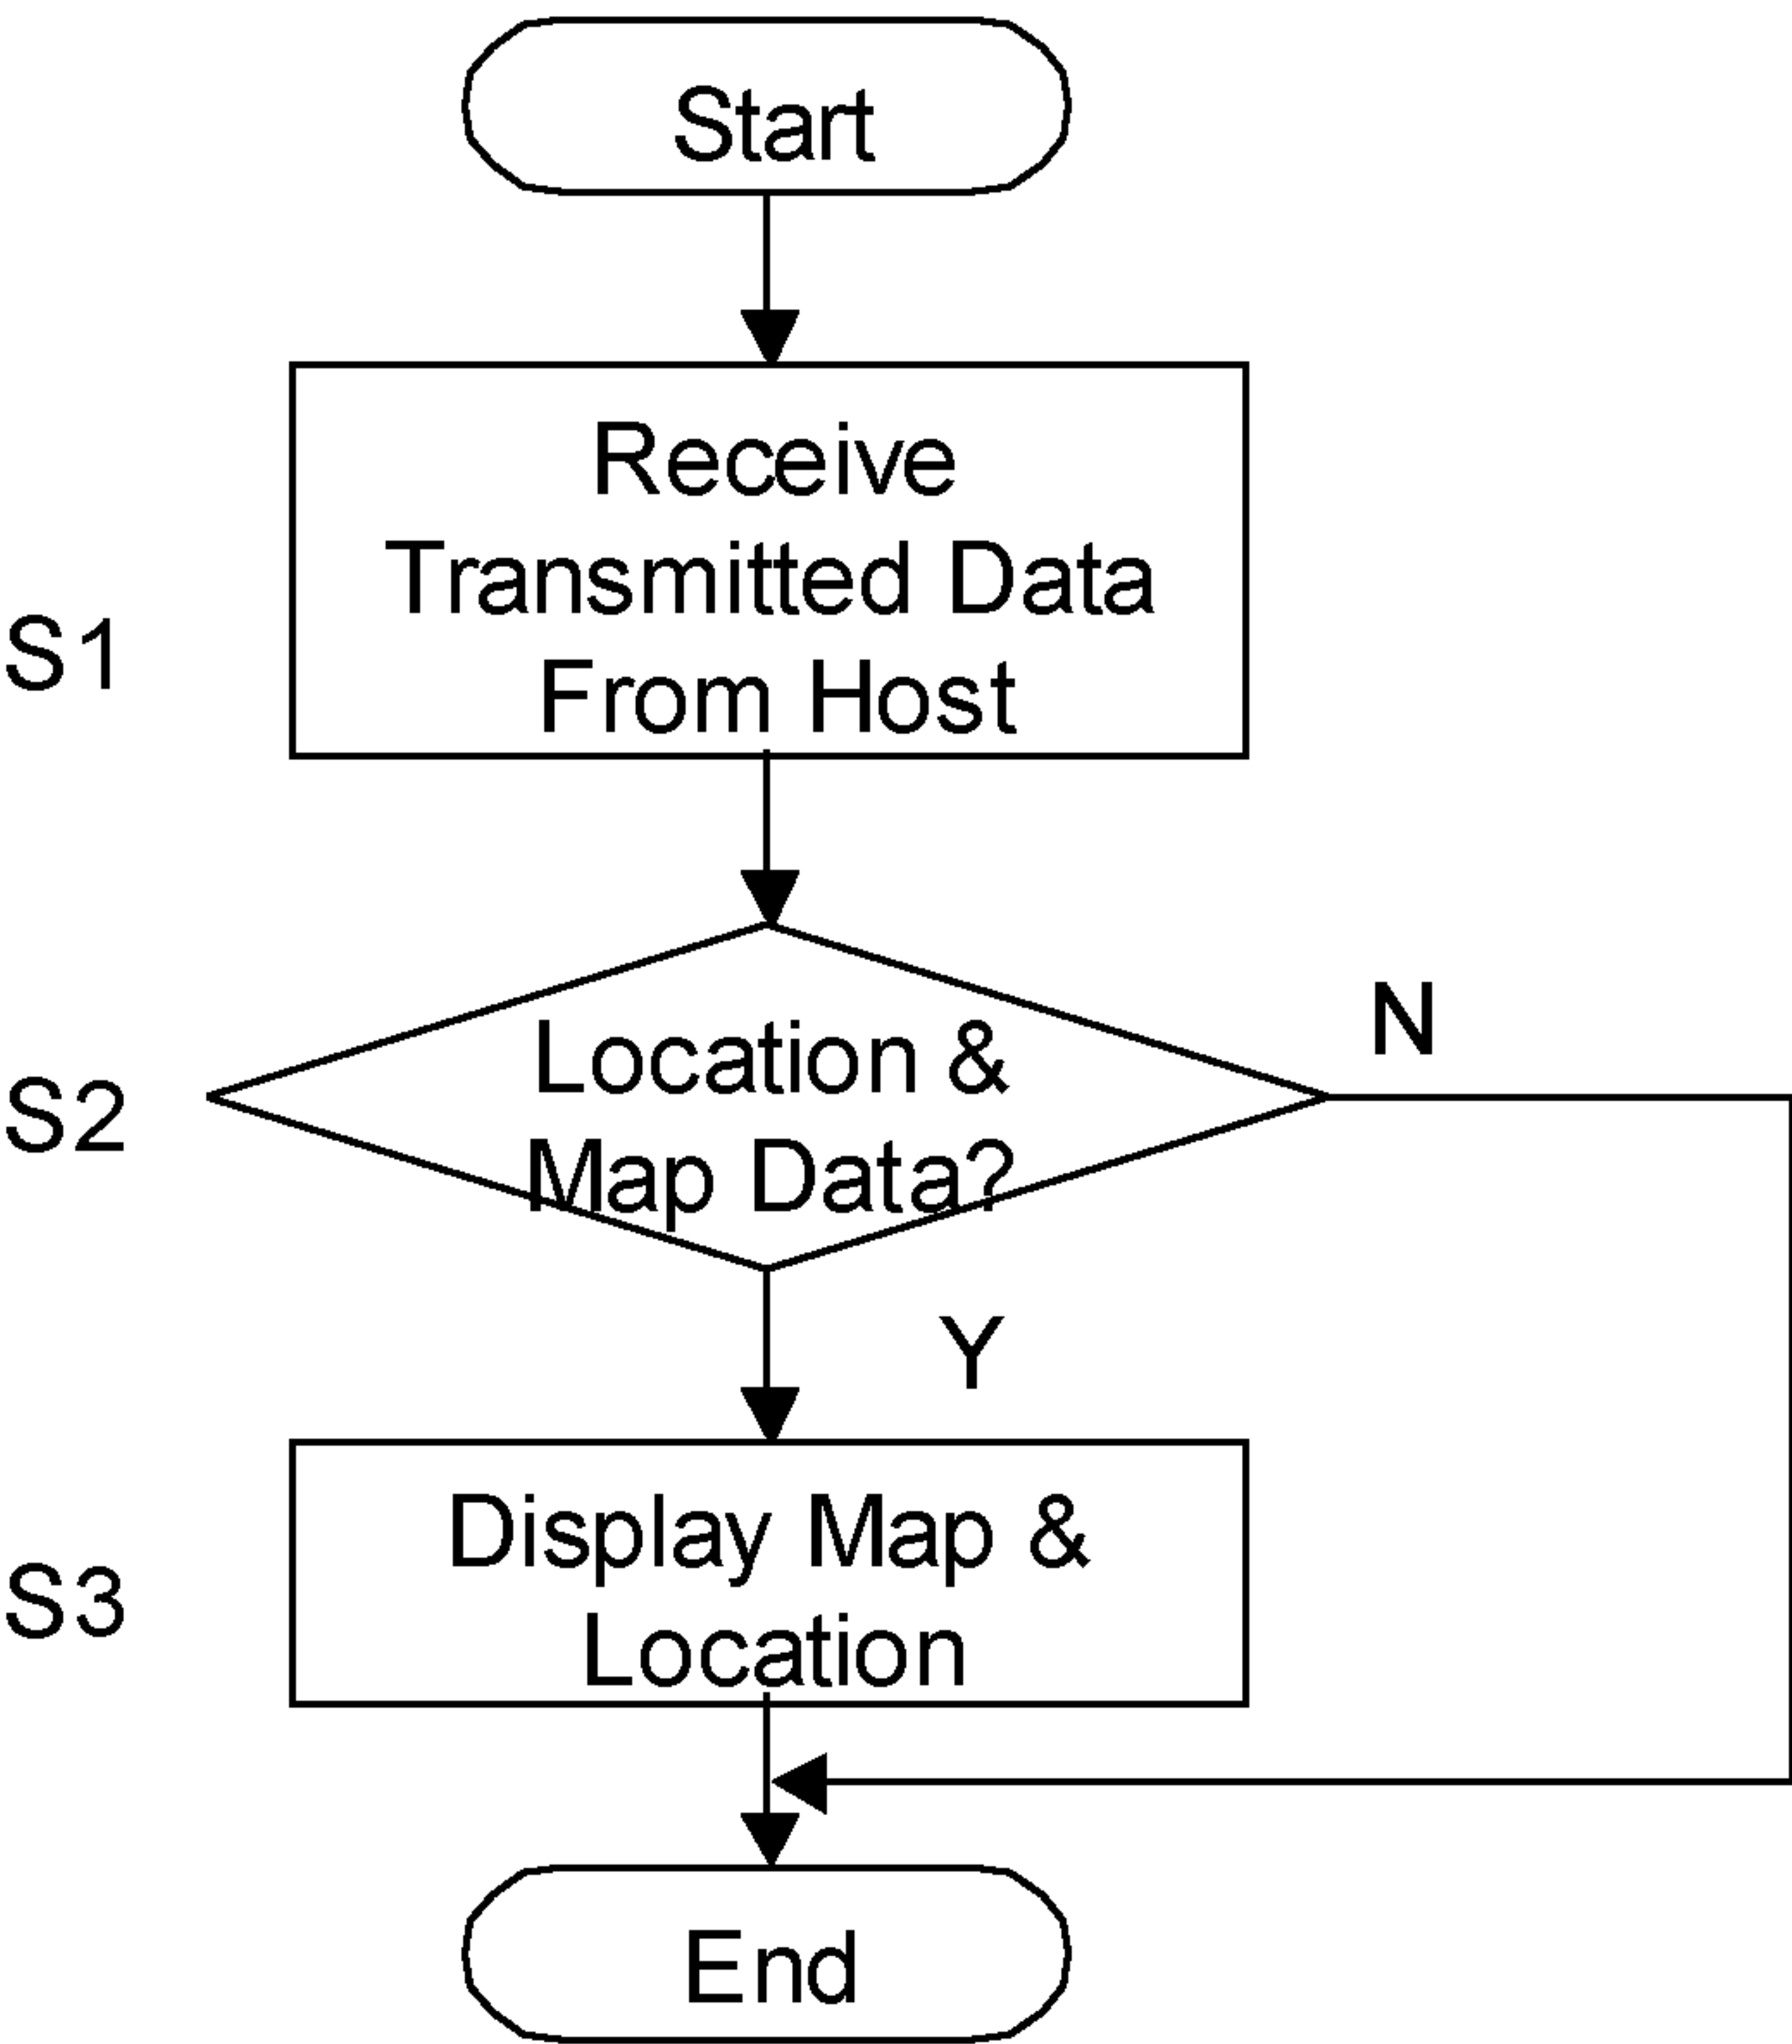 Start
Receive
Transmitted Data
From Host
S1
Location &
Map Data?
N
S2
Y
Display Map &
Location
S3
End